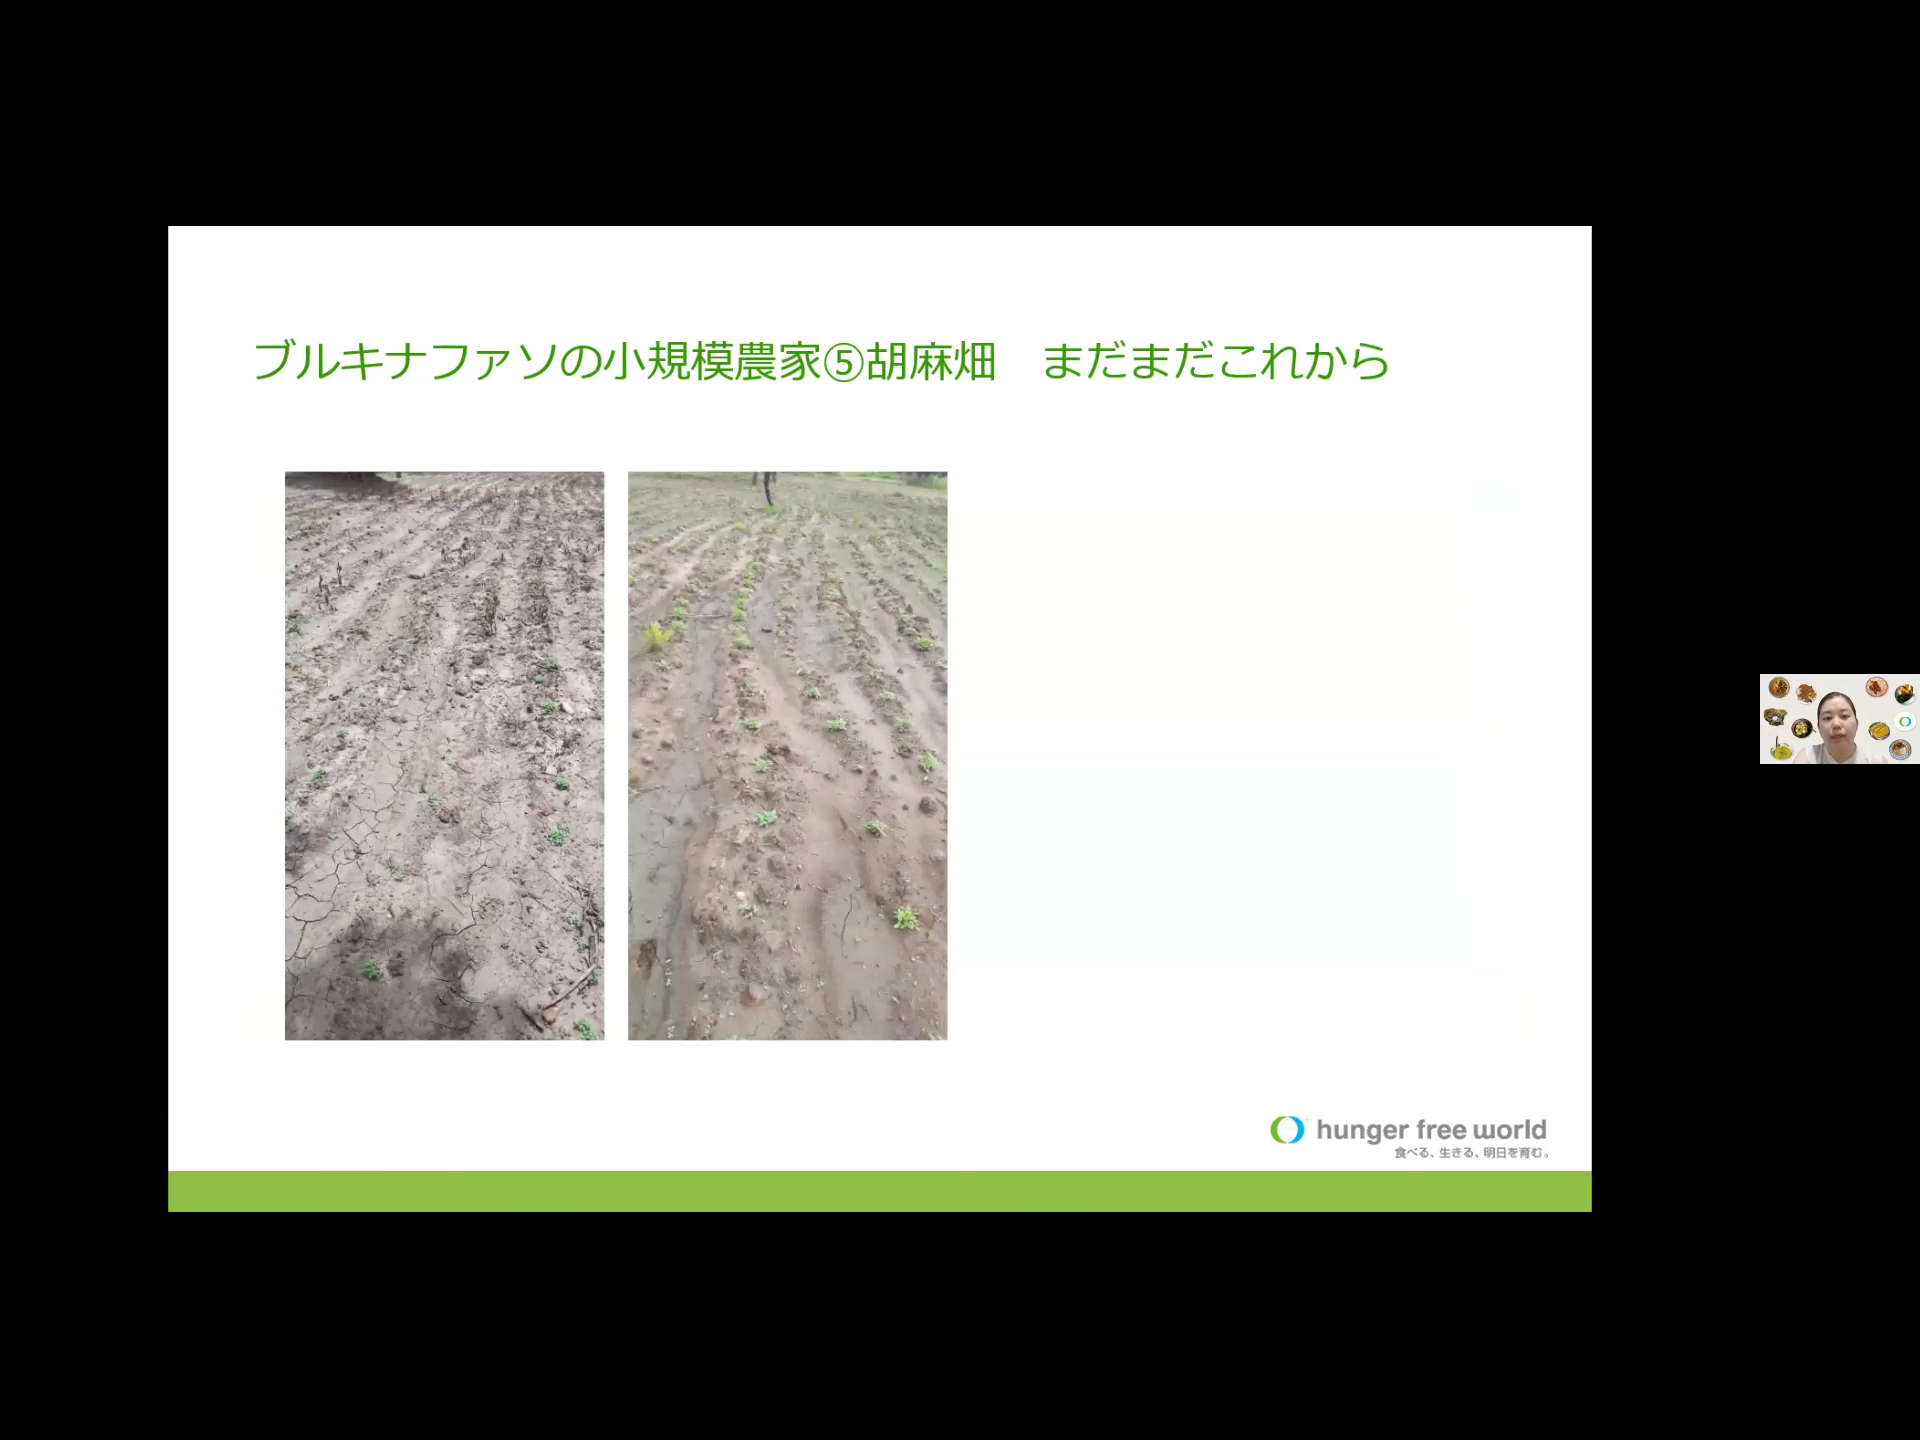 ブルキナファソの小規模農家⑤胡麻畑　まだまだこれから
hunger free world
食べる、生きる、明日を育む。